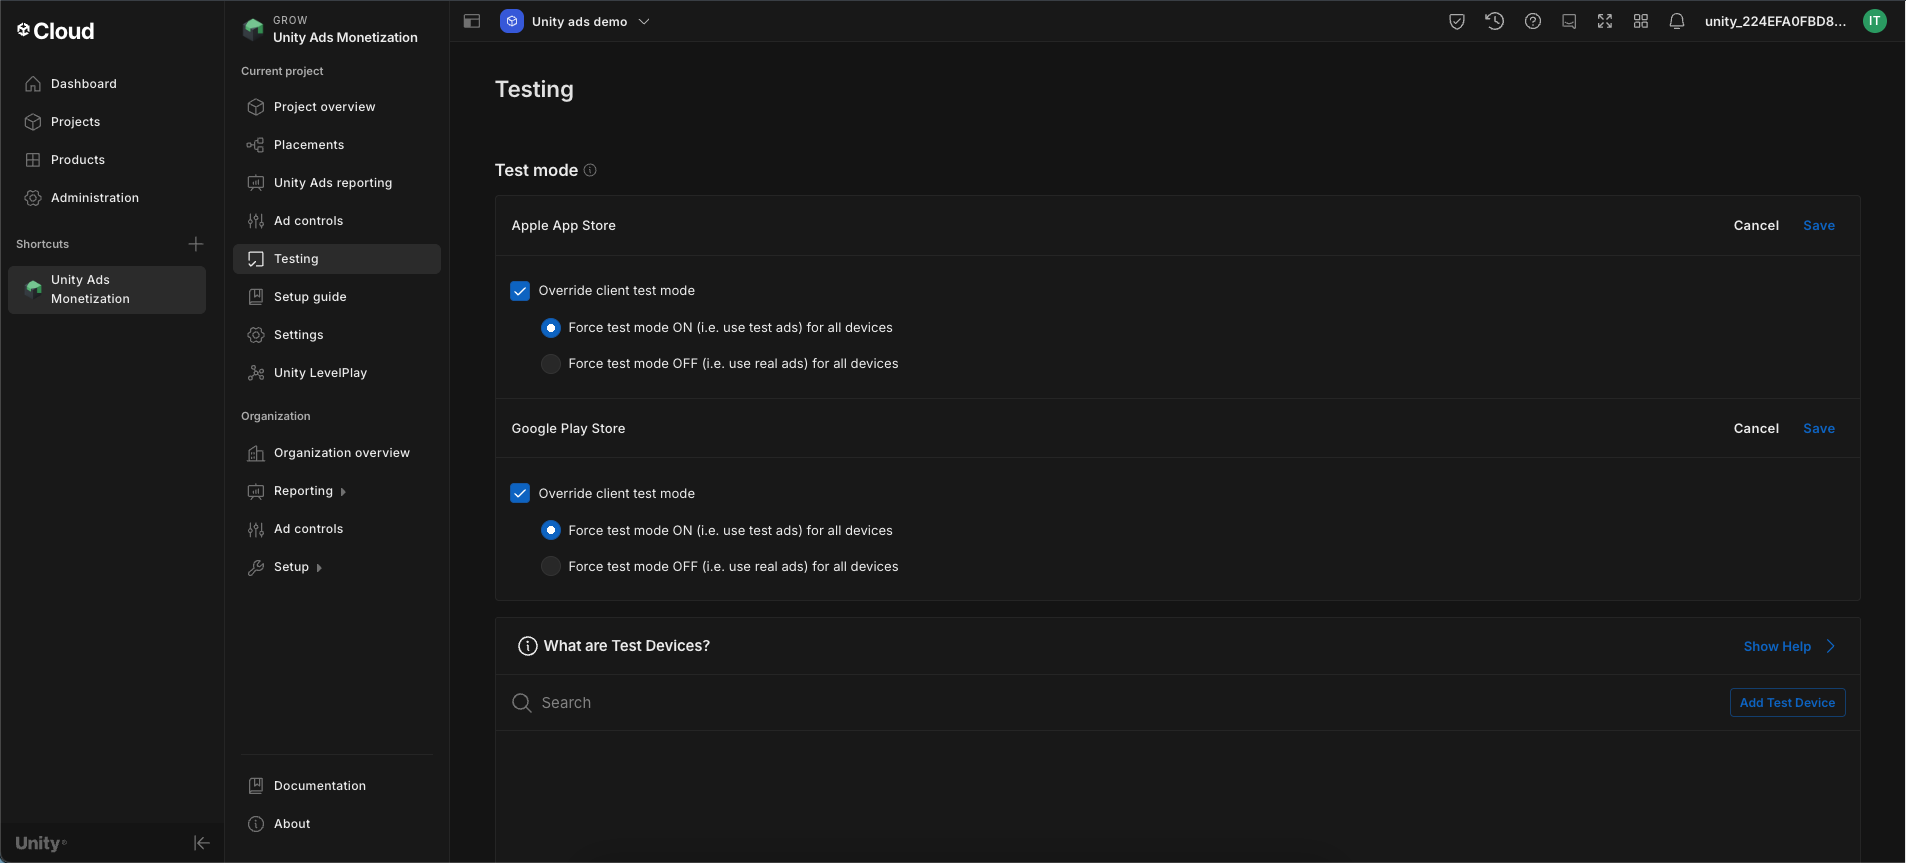 Cloud
Dashboard
Projects
Products
Administration
Shortcuts
Unity Ads
Monetization
Unity
GROW
Unity Ads Monetization
Current project
Project overview
Placements
Unity Ads reporting
Ad controls
Testing
Setup guide
Settings
Unity LevelPlay
Organization
Organization overview
Reporting
Ad controls
Setup
Documentation
About
Unity ads demo
unity_224EFA0FBD8...
IT
Testing
Test mode
Apple App Store
Cancel
Save
Override client test mode
Force test mode ON (i.e. use test ads) for all devices
Force test mode OFF (i.e. use real ads) for all devices
Google Play Store
Cancel
Save
Override client test mode
Force test mode ON (i.e. use test ads) for all devices
Force test mode OFF (i.e. use real ads) for all devices
What are Test Devices?
Show Help
Search
Add Test Device